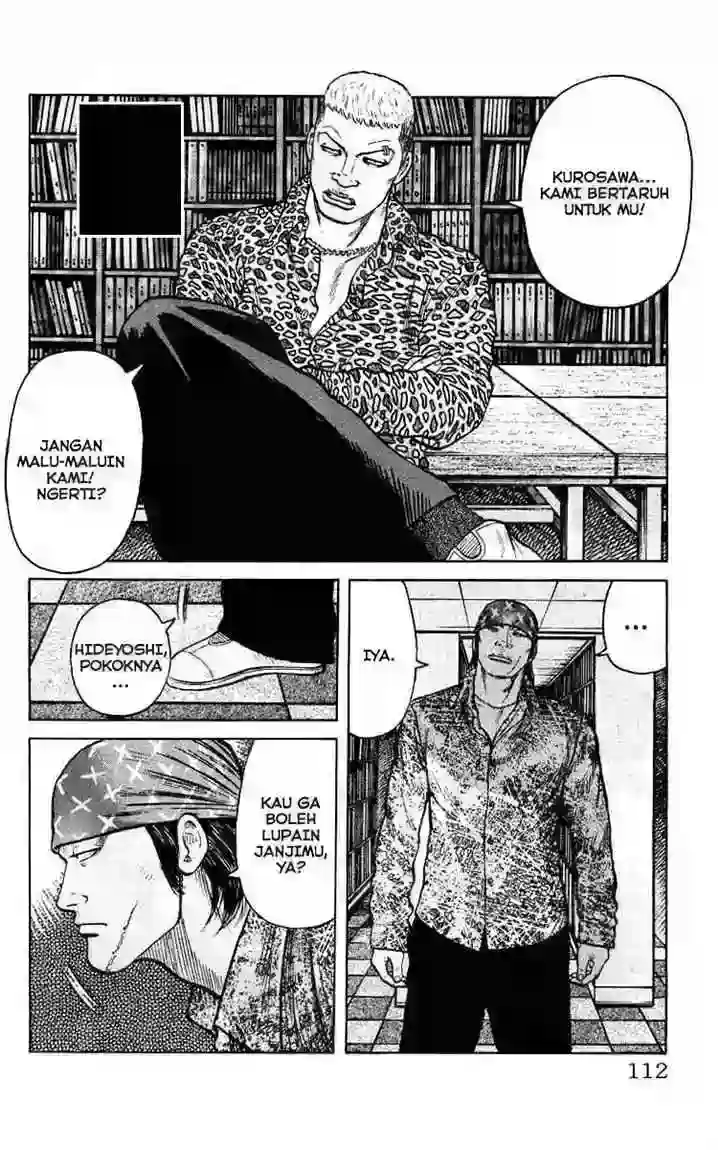 KUROSAWA...
KAMI BERTARUH
UNTUK MU!
JANGAN
MALU-MALUIN
KAMI!
NGERTI?
...
IYA.
HIDEYOSHI,
POKOKNYA
...
KAU GA
BOLEH
LUPAIN
JANJIMU,
YA?
112